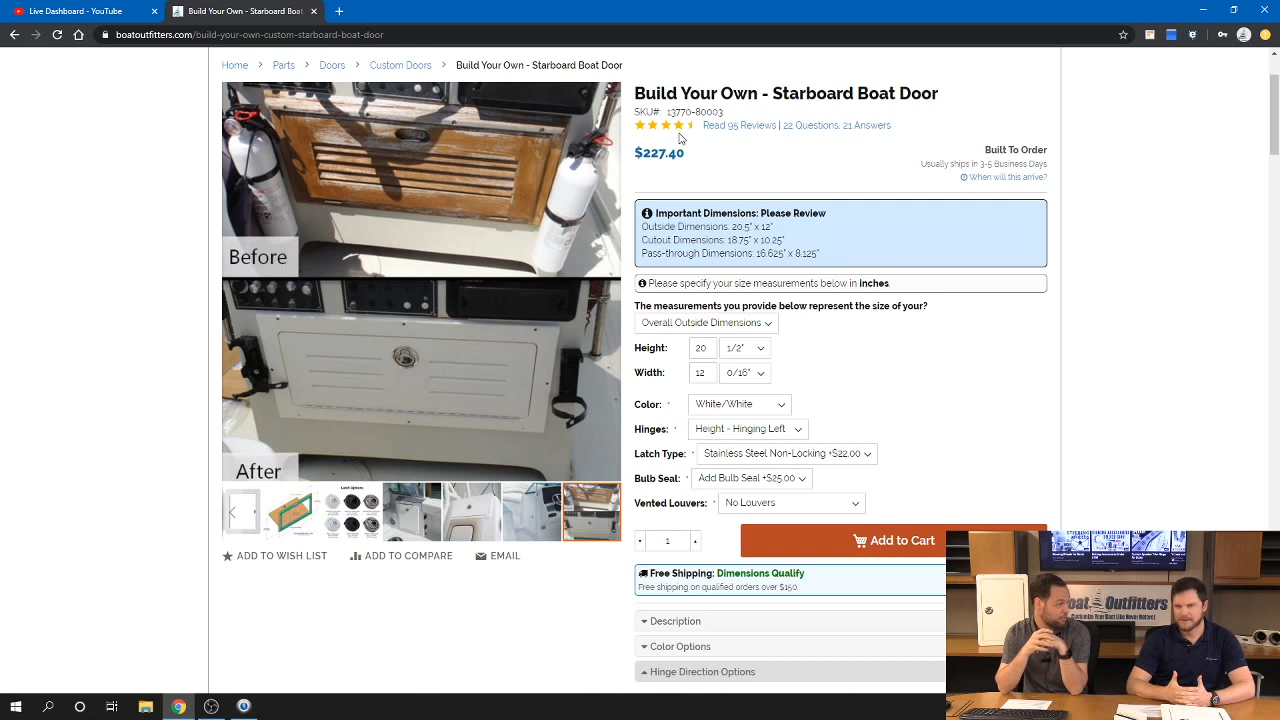 Live Dashboard - YouTube
Build Your Own - Starboard Boat
boatoutfitters.com/build-your-own-custom-starboard-boat-door
Home > Parts > Doors > Custom Doors > Build Your Own - Starboard Boat Door
Before
After
Build Your Own - Starboard Boat Door
SKU#: 13770-80003
Read 95 Reviews | 22 Questions, 21 Answers
$227.40
Built To Order
Usually ships in 3-5 Business Days
When will this arrive?
Important Dimensions: Please Review
Outside Dimensions: 20.5" x 12"
Cutout Dimensions: 18.75" x 10.25"
Pass-through Dimensions: 16.625" x 8.125"
Please specify your size measurements below in inches.
The measurements you provide below represent the size of your?
Overall Outside Dimensions
Height: 20 1/2"
Width: 12 0/16"
Color: * White/White
Hinges: * Height - Hinging Left
Latch Type: * Stainless Steel Non-Locking +$22.00
Bulb Seal: * Add Bulb Seal +$25.00
Vented Louvers: * No Louvers
1 Add to Cart
ADD TO WISH LIST ADD TO COMPARE EMAIL
Free Shipping: Dimensions Qualify
Free shipping on qualified orders over $150.
Description
Color Options
Hinge Direction Options
Boat Outfitters
Customize Your Boat Like Never Before!